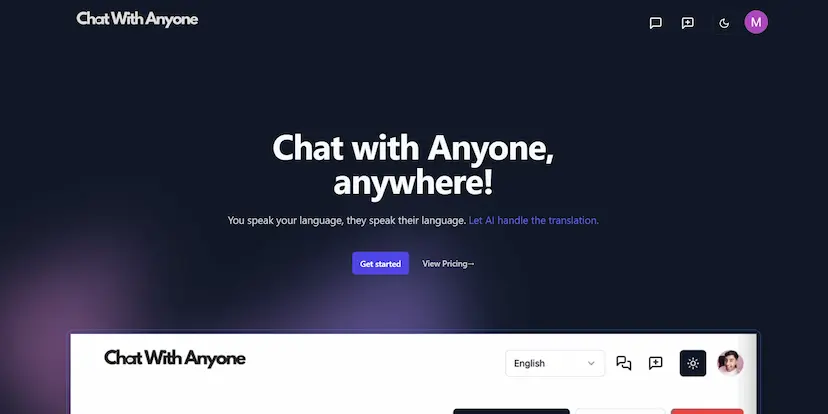 Chat With Anyone
M
Chat with Anyone,
anywhere!
You speak your language, they speak their language. Let AI handle the translation.
Get started View Pricing→
Chat With Anyone
English